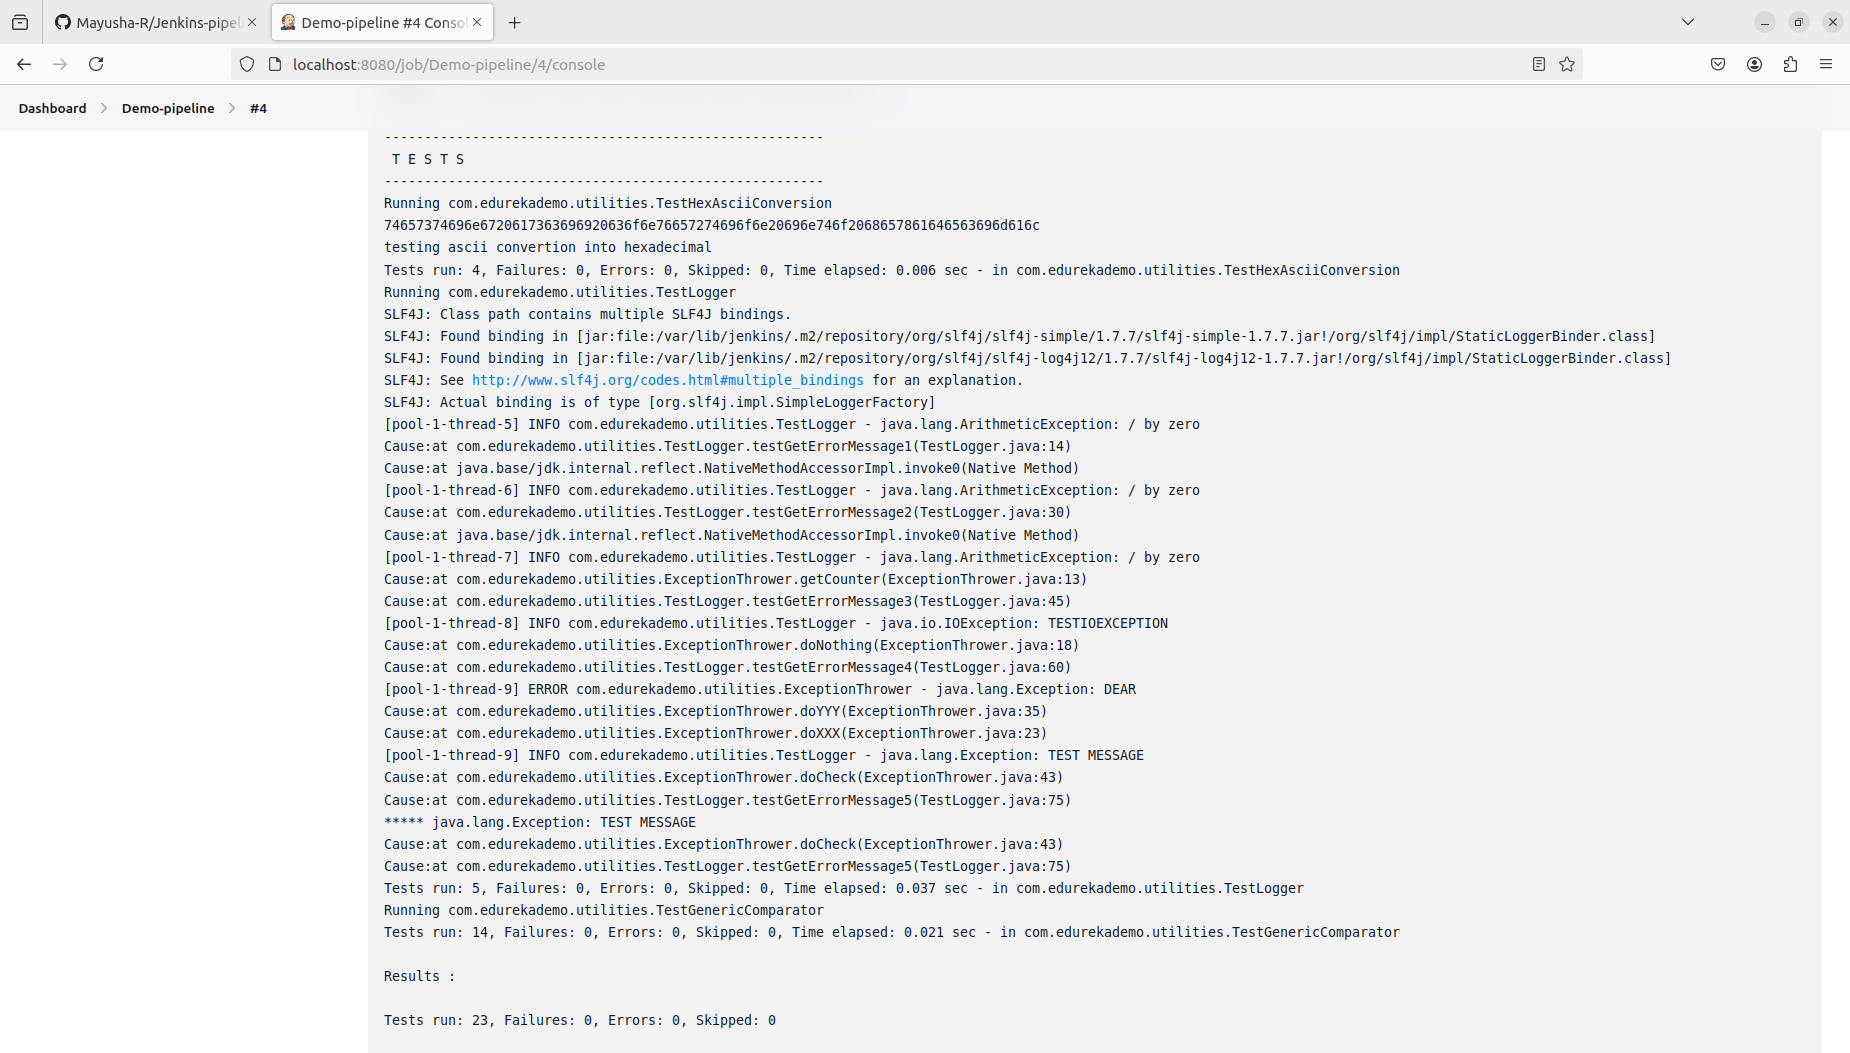 Mayusha-R/Jenkins-pipel
Demo-pipeline #4 Conso
localhost:8080/job/Demo-pipeline/4/console
Dashboard > Demo-pipeline > #4
-------------------------------------------------------
T E S T S
-------------------------------------------------------
Running com.edurekademo.utilities.TestHexAsciiConversion
74657374696e6720617363696920636f6e76657274696f6e20696e746f2068657861646563696d616c
testing ascii convertion into hexadecimal
Tests run: 4, Failures: 0, Errors: 0, Skipped: 0, Time elapsed: 0.006 sec - in com.edurekademo.utilities.TestHexAsciiConversion
Running com.edurekademo.utilities.TestLogger
SLF4J: Class path contains multiple SLF4J bindings.
SLF4J: Found binding in [jar:file:/var/lib/jenkins/.m2/repository/org/slf4j/slf4j-simple/1.7.7/slf4j-simple-1.7.7.jar!/org/slf4j/impl/StaticLoggerBinder.class]
SLF4J: Found binding in [jar:file:/var/lib/jenkins/.m2/repository/org/slf4j/slf4j-log4j12/1.7.7/slf4j-log4j12-1.7.7.jar!/org/slf4j/impl/StaticLoggerBinder.class]
SLF4J: See http://www.slf4j.org/codes.html#multiple_bindings for an explanation.
SLF4J: Actual binding is of type [org.slf4j.impl.SimpleLoggerFactory]
[pool-1-thread-5] INFO com.edurekademo.utilities.TestLogger - java.lang.ArithmeticException: / by zero
Cause:at com.edurekademo.utilities.TestLogger.testGetErrorMessage1(TestLogger.java:14)
Cause:at java.base/jdk.internal.reflect.NativeMethodAccessorImpl.invoke0(Native Method)
[pool-1-thread-6] INFO com.edurekademo.utilities.TestLogger - java.lang.ArithmeticException: / by zero
Cause:at com.edurekademo.utilities.TestLogger.testGetErrorMessage2(TestLogger.java:30)
Cause:at java.base/jdk.internal.reflect.NativeMethodAccessorImpl.invoke0(Native Method)
[pool-1-thread-7] INFO com.edurekademo.utilities.TestLogger - java.lang.ArithmeticException: / by zero
Cause:at com.edurekademo.utilities.ExceptionThrower.getCounter(ExceptionThrower.java:13)
Cause:at com.edurekademo.utilities.TestLogger.testGetErrorMessage3(TestLogger.java:45)
[pool-1-thread-8] INFO com.edurekademo.utilities.TestLogger - java.io.IOException: TESTIOEXCEPTION
Cause:at com.edurekademo.utilities.ExceptionThrower.doNothing(ExceptionThrower.java:18)
Cause:at com.edurekademo.utilities.TestLogger.testGetErrorMessage4(TestLogger.java:60)
[pool-1-thread-9] ERROR com.edurekademo.utilities.ExceptionThrower - java.lang.Exception: DEAR
Cause:at com.edurekademo.utilities.ExceptionThrower.doYYY(ExceptionThrower.java:35)
Cause:at com.edurekademo.utilities.ExceptionThrower.doXXX(ExceptionThrower.java:23)
[pool-1-thread-9] INFO com.edurekademo.utilities.TestLogger - java.lang.Exception: TEST MESSAGE
Cause:at com.edurekademo.utilities.ExceptionThrower.doCheck(ExceptionThrower.java:43)
Cause:at com.edurekademo.utilities.TestLogger.testGetErrorMessage5(TestLogger.java:75)
***** java.lang.Exception: TEST MESSAGE
Cause:at com.edurekademo.utilities.ExceptionThrower.doCheck(ExceptionThrower.java:43)
Cause:at com.edurekademo.utilities.TestLogger.testGetErrorMessage5(TestLogger.java:75)
Tests run: 5, Failures: 0, Errors: 0, Skipped: 0, Time elapsed: 0.037 sec - in com.edurekademo.utilities.TestLogger
Running com.edurekademo.utilities.TestGenericComparator
Tests run: 14, Failures: 0, Errors: 0, Skipped: 0, Time elapsed: 0.021 sec - in com.edurekademo.utilities.TestGenericComparator
Results :
Tests run: 23, Failures: 0, Errors: 0, Skipped: 0